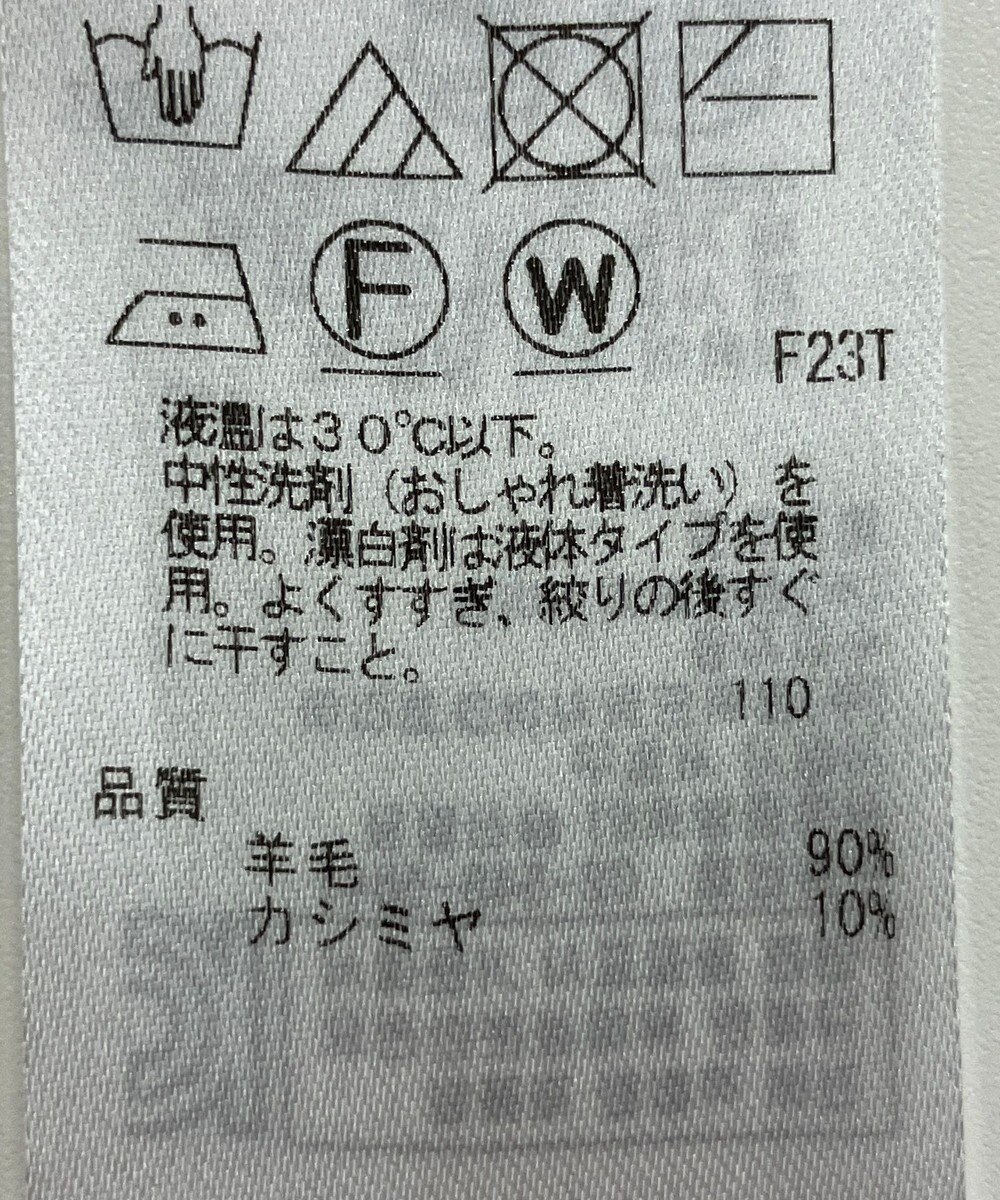 F
W
F23T
液温は30℃以下。
中性洗剤（おしゃれ着洗い）を
使用。漂白剤は液体タイプを使
用。よくすすぎ、絞りの後すぐ
に干すこと。
110
品質
羊毛 90%
カシミヤ 10%